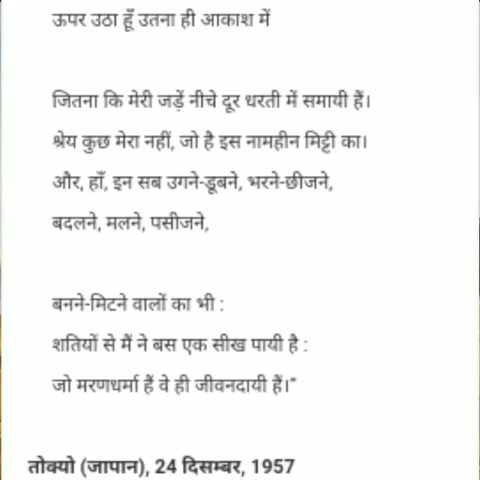 ऊपर उठा हूँ उतना ही आकाश में
जितना कि मेरी जड़ें नीचे दूर धरती में समायी हैं।
श्रेय कुछ मेरा नहीं, जो है इस नामहीन मिट्टी का।
और, हाँ, इन सब उगने-डूबने, भरने-छीजने,
बदलने, मलने, पसीजने,
बनने-मिटने वालों का भी :
शतियों से मैं ने बस एक सीख पायी है :
जो मरणधर्मा हैं वे ही जीवनदायी हैं।”
तोक्यो (जापान), 24 दिसम्बर, 1957